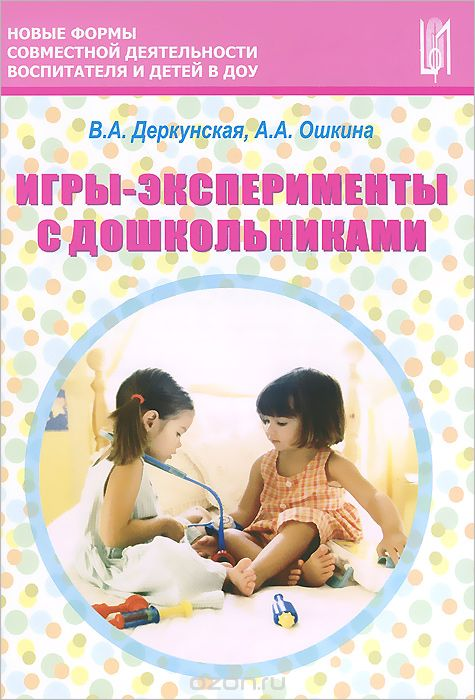 НОВЫЕ ФОРМЫ
СОВМЕСТНОЙ ДЕЯТЕЛЬНОСТИ
ВОСПИТАТЕЛЯ И ДЕТЕЙ В ДОУ
В.А. Деркунская, А.А. Ошкина
ИГРЫ-ЭКСПЕРИМЕНТЫ
С ДОШКОЛЬНИКАМИ
ozon.ru